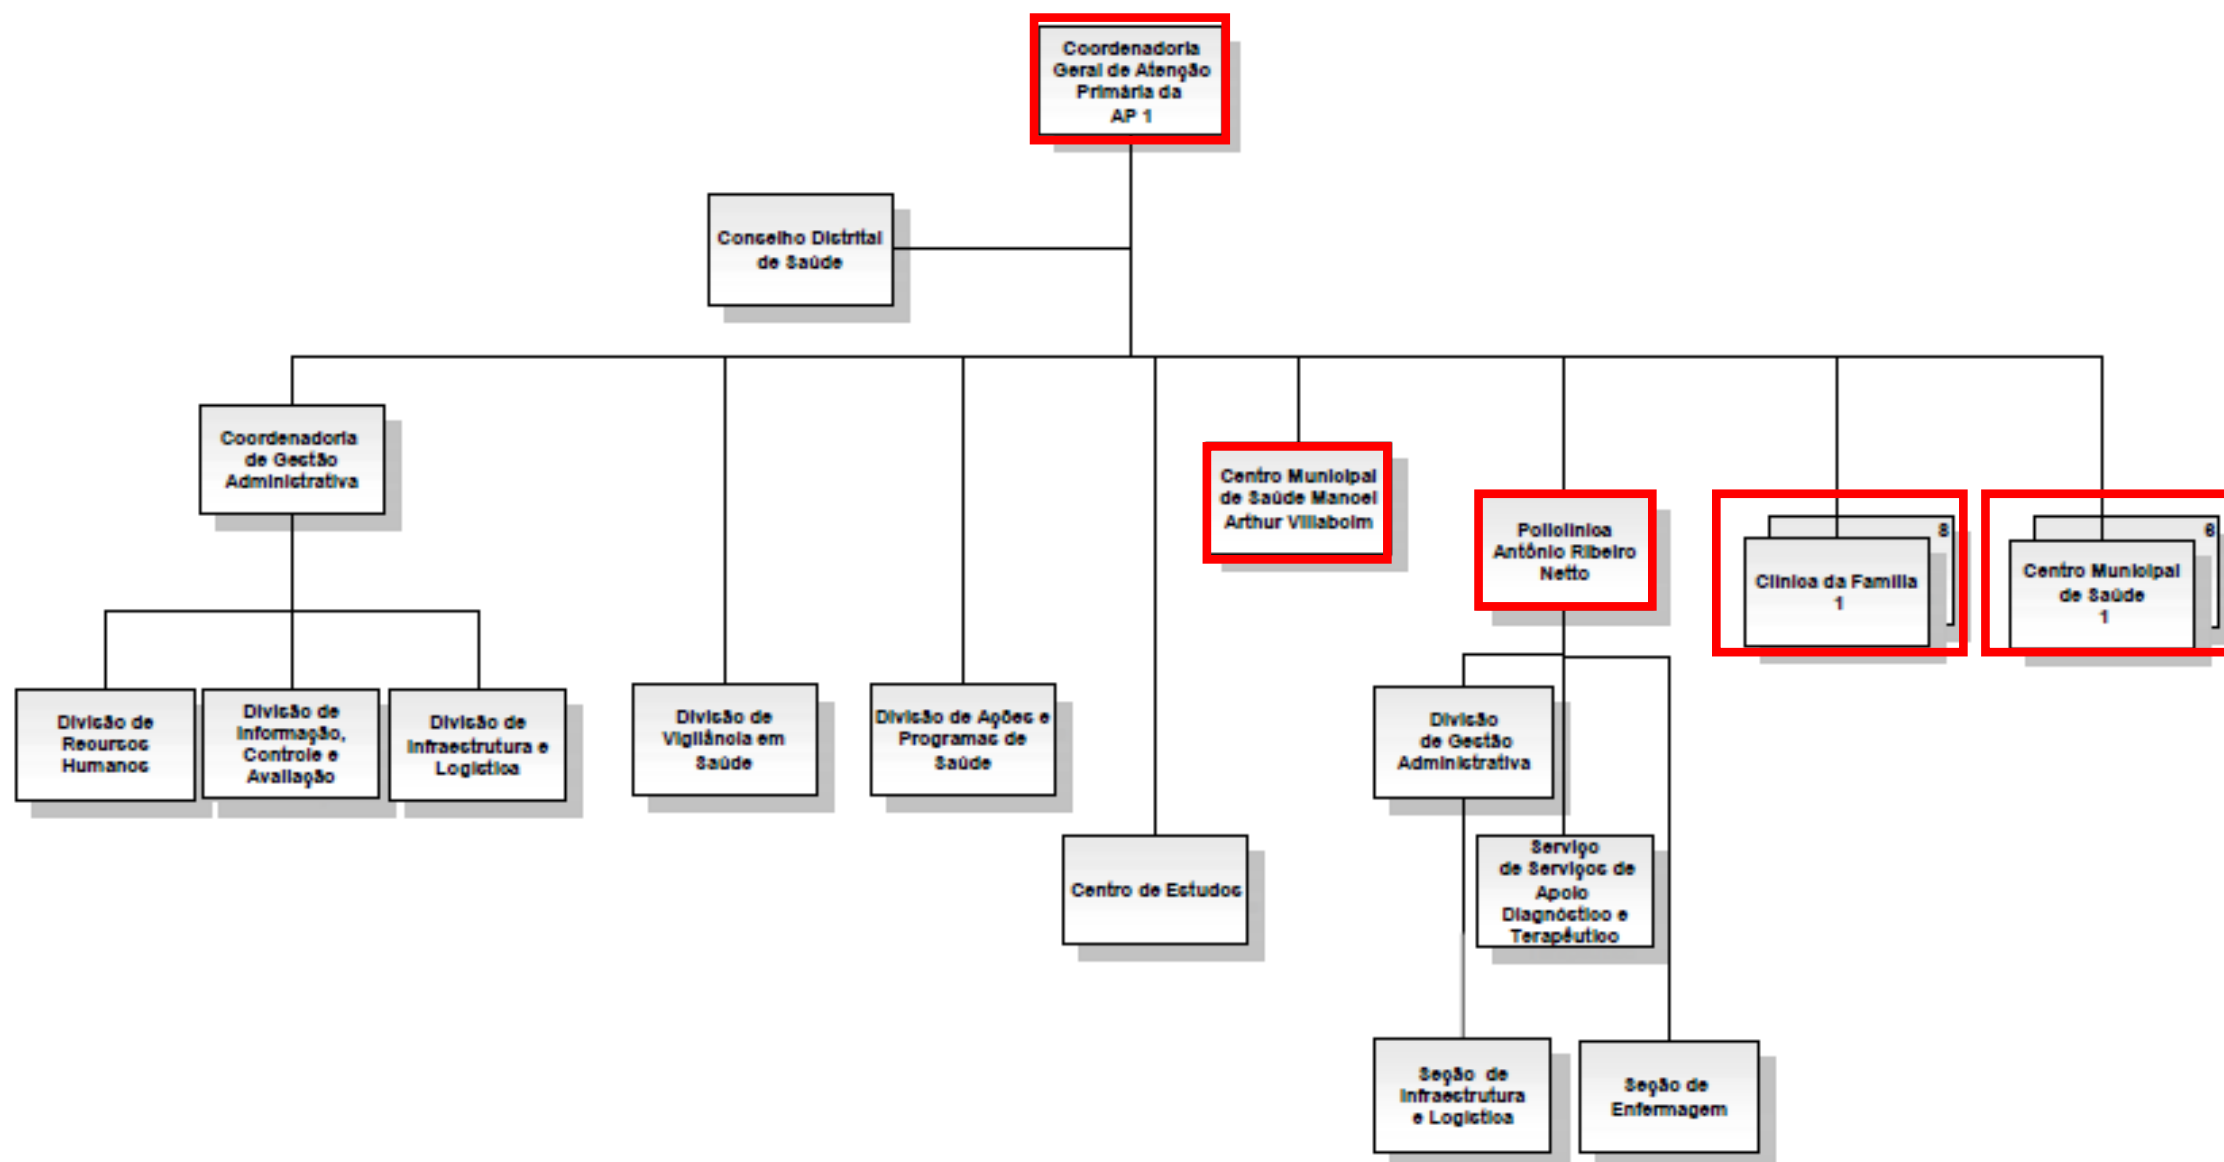 Coordenadoria
Geral de Atenção
Primária da
AP 1
Conselho Distrital
de Saúde
Coordenadoria
de Gestão
Administrativa
Centro Municipal
de Saúde Manoel
Arthur Villaboim
Policlínica
Antônio Ribeiro
Netto
8
Clínica da Família
1
6
Centro Municipal
de Saúde
1
Divisão de
Recursos
Humanos
Divisão de
Informação,
Controle e
Avaliação
Divisão de
Infraestrutura e
Logística
Divisão de
Vigilância em
Saúde
Divisão de Ações e
Programas de
Saúde
Divisão
de Gestão
Administrativa
Centro de Estudos
Serviço
de Serviços de
Apoio
Diagnóstico e
Terapêutico
Seção de
Infraestrutura
e Logística
Seção de
Enfermagem